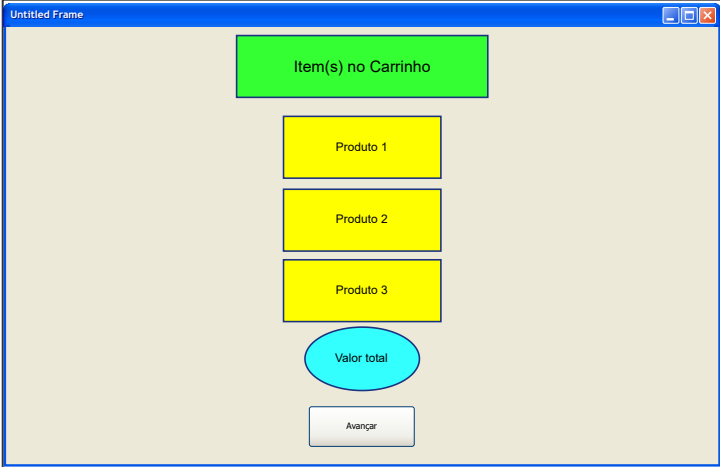 Untitled Frame
Item(s) no Carrinho
Produto 1
Produto 2
Produto 3
Valor total
Avançar